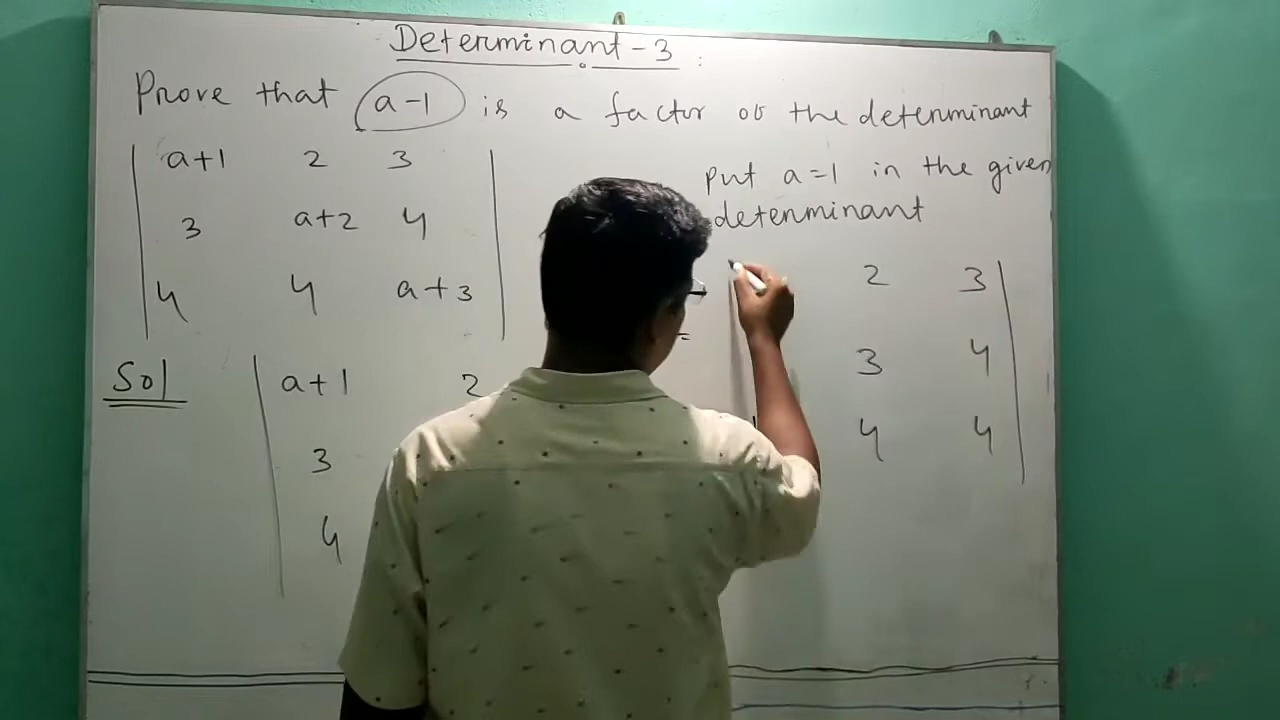 Determinant - 3 :
Prove that a-1 is a factor of the determinant
a+1 2 3
3 a+2 4
4 4 a+3
put a=1 in the given
determinant
= 2 3
3 4
4 4
Sol a+1 2
3
4